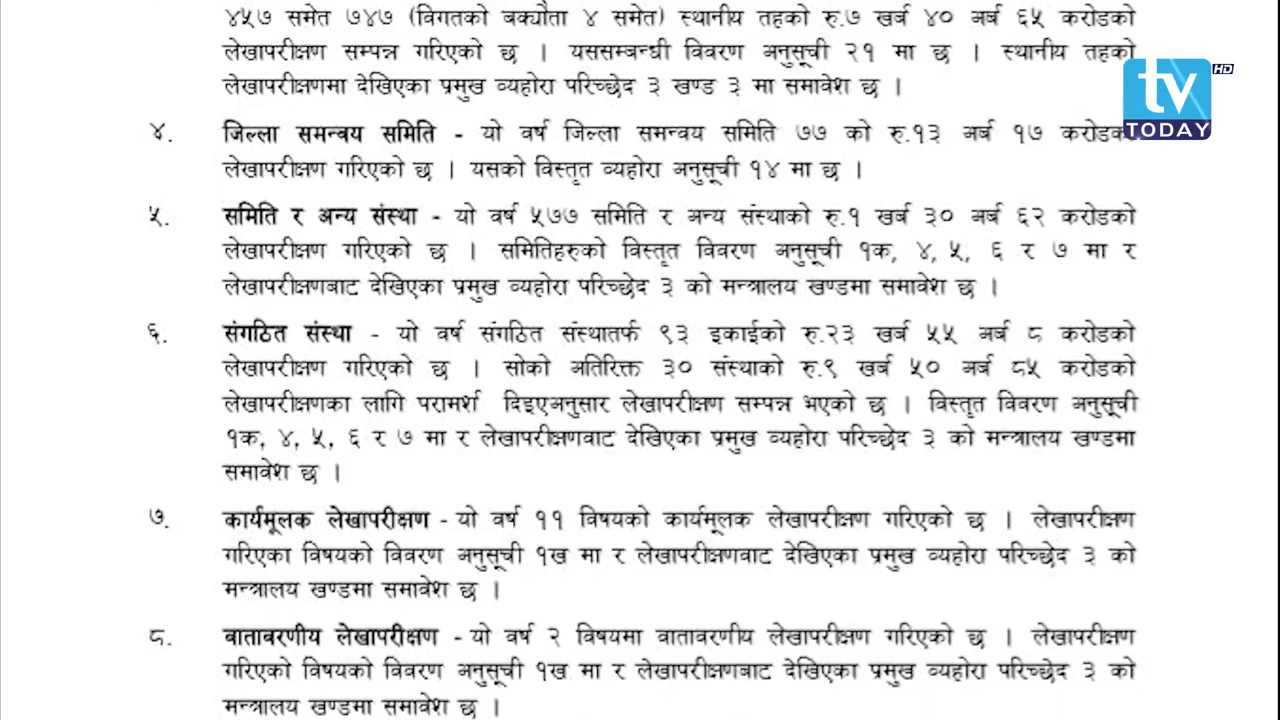 ४५७ समेत ७४७ (विगतको बक्यौता ४ समेत) स्थानीय तहको रु.७ खर्ब ४० अर्ब ६५ करोडको
लेखापरीक्षण सम्पन्न गरिएको छ । यससम्बन्धी विवरण अनुसूची २१ मा छ । स्थानीय तहको
लेखापरीक्षणमा देखिएका प्रमुख व्यहोरा परिच्छेद ३ खण्ड ३ मा समावेश छ ।
tv HD
TODAY
४. जिल्ला समन्वय समिति - यो वर्ष जिल्ला समन्वय समिति ७७ को रु.१३ अर्ब १७ करोडको
लेखापरीक्षण गरिएको छ । यसको विस्तृत व्यहोरा अनुसूची १४ मा छ ।
५. समिति र अन्य संस्था - यो वर्ष ५७७ समिति र अन्य संस्थाको रु.१ खर्ब ३० अर्ब ६२ करोडको
लेखापरीक्षण गरिएको छ । समितिहरुको विस्तृत विवरण अनुसूची १क, ४, ५, ६ र ७ मा र
लेखापरीक्षणबाट देखिएका प्रमुख व्यहोरा परिच्छेद ३ को मन्त्रालय खण्डमा समावेश छ ।
६. संगठित संस्था - यो वर्ष संगठित संस्थातर्फ ९३ इकाईको रु.२३ खर्ब ५५ अर्ब ८ करोडको
लेखापरीक्षण गरिएको छ । सोको अतिरिक्त ३० संस्थाको रु.९ खर्ब ५० अर्ब ८५ करोडको
लेखापरीक्षणका लागि परामर्श दिइएअनुसार लेखापरीक्षण सम्पन्न भएको छ । विस्तृत विवरण अनुसूची
१क, ४, ५, ६ र ७ मा र लेखापरीक्षणवाट देखिएका प्रमुख व्यहोरा परिच्छेद ३ को मन्त्रालय खण्डमा
समावेश छ ।
७. कार्यमूलक लेखापरीक्षण - यो वर्ष ११ विषयको कार्यमूलक लेखापरीक्षण गरिएको छ । लेखापरीक्षण
गरिएका विषयको विवरण अनुसूची १ख मा र लेखापरीक्षणवाट देखिएका प्रमुख व्यहोरा परिच्छेद ३ को
मन्त्रालय खण्डमा समावेश छ ।
८. वातावरणीय लेखापरीक्षण - यो वर्ष २ विषयमा वातावरणीय लेखापरीक्षण गरिएको छ । लेखापरीक्षण
गरिएको विषयको विवरण अनुसूची १ख मा र लेखापरीक्षणबाट देखिएका प्रमुख व्यहोरा परिच्छेद ३ को
मन्त्रालय खण्डमा समावेश छ ।